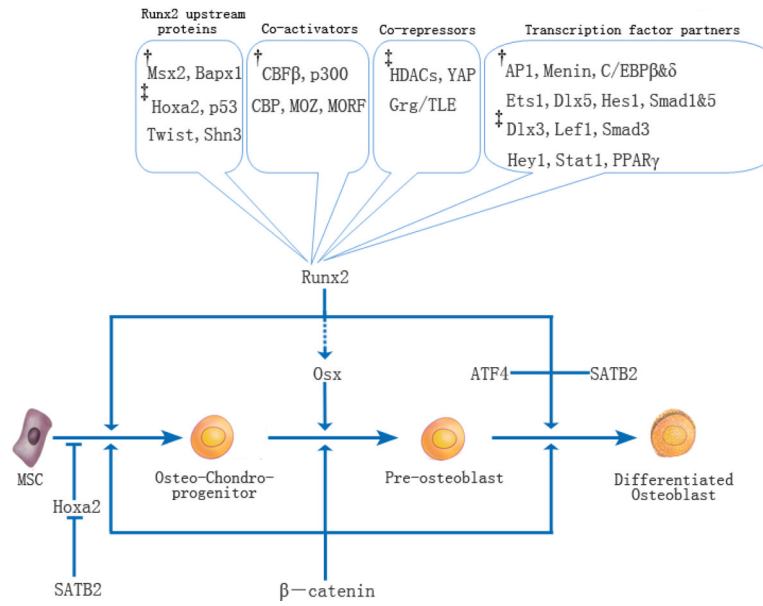 Runx2 upstream
proteins
Co-activators
Co-repressors
Transcription factor partners
†
Msx2, Bapx1
‡
Hoxa2, p53
Twist, Shn3
†
CBFβ, p300
CBP, MOZ, MORF
‡
HDACs, YAP
Grg/TLE
†
AP1, Menin, C/EBPβ&δ
Ets1, Dlx5, Hes1, Smad1&5
‡
Dlx3, Lef1, Smad3
Hey1, Stat1, PPARγ
Runx2
Osx
ATF4
SATB2
MSC
Osteo-Chondro-
progenitor
Pre-osteoblast
Differentiated
Osteoblast
Hoxa2
SATB2
β-catenin